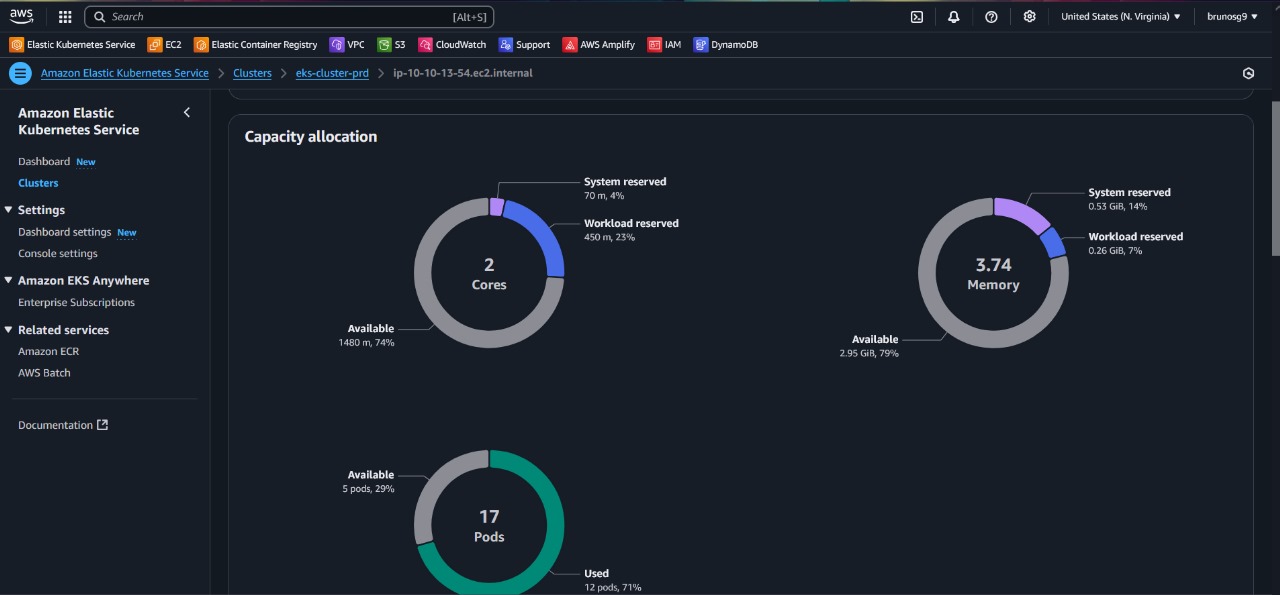 aws
Search [Alt+S]
United States (N. Virginia)
brunosg9
Elastic Kubernetes Service
EC2
Elastic Container Registry
VPC
S3
CloudWatch
Support
AWS Amplify
IAM
DynamoDB
Amazon Elastic Kubernetes Service
Clusters
eks-cluster-prd
ip-10-10-13-54.ec2.internal
Amazon Elastic
Kubernetes Service
Dashboard New
Clusters
Settings
Dashboard settings New
Console settings
Amazon EKS Anywhere
Enterprise Subscriptions
Related services
Amazon ECR
AWS Batch
Documentation
Capacity allocation
System reserved
70 m, 4%
Workload reserved
450 m, 23%
2
Cores
Available
1480 m, 74%
System reserved
0.53 GiB, 14%
Workload reserved
0.26 GiB, 7%
3.74
Memory
Available
2.95 GiB, 79%
Available
5 pods, 29%
17
Pods
Used
12 pods, 71%